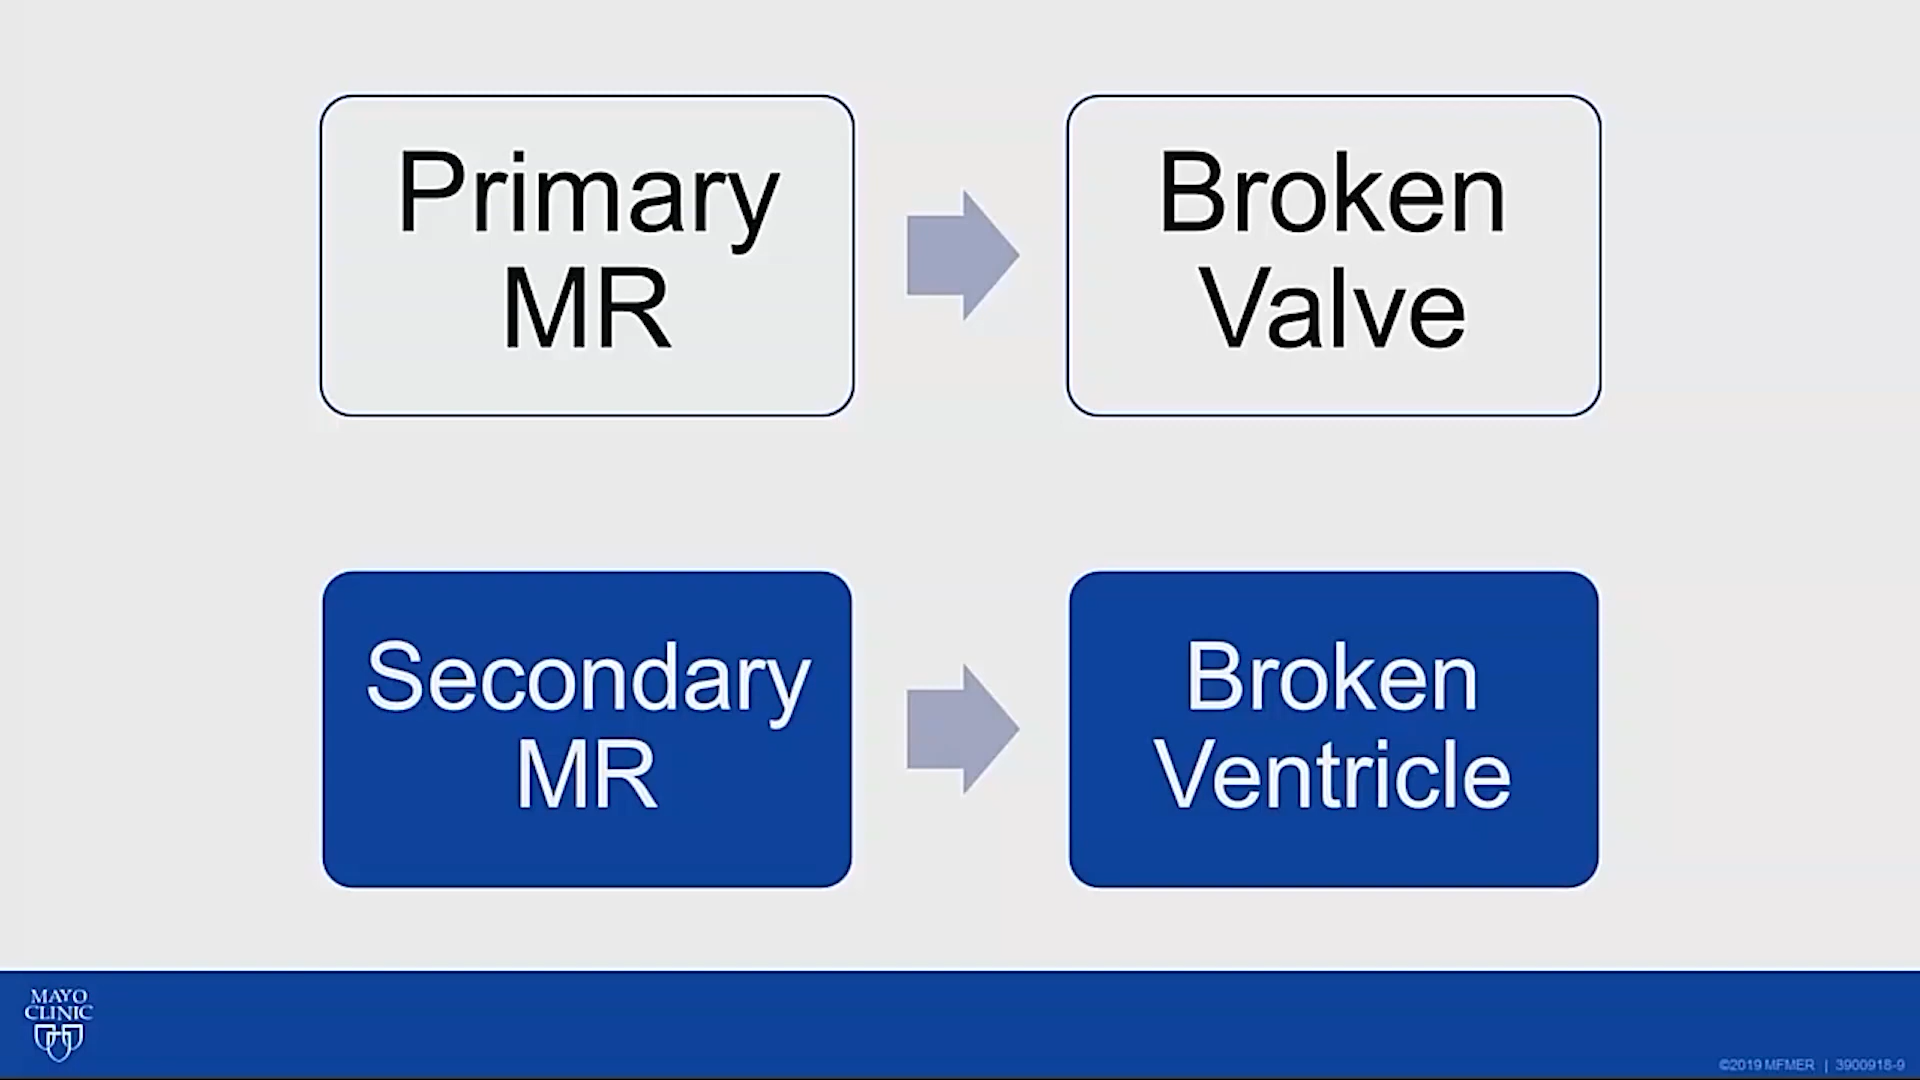 Primary
MR
Broken
Valve
Secondary
MR
Broken
Ventricle
MAYO
CLINIC
©2019 MFMER | 3900918-9